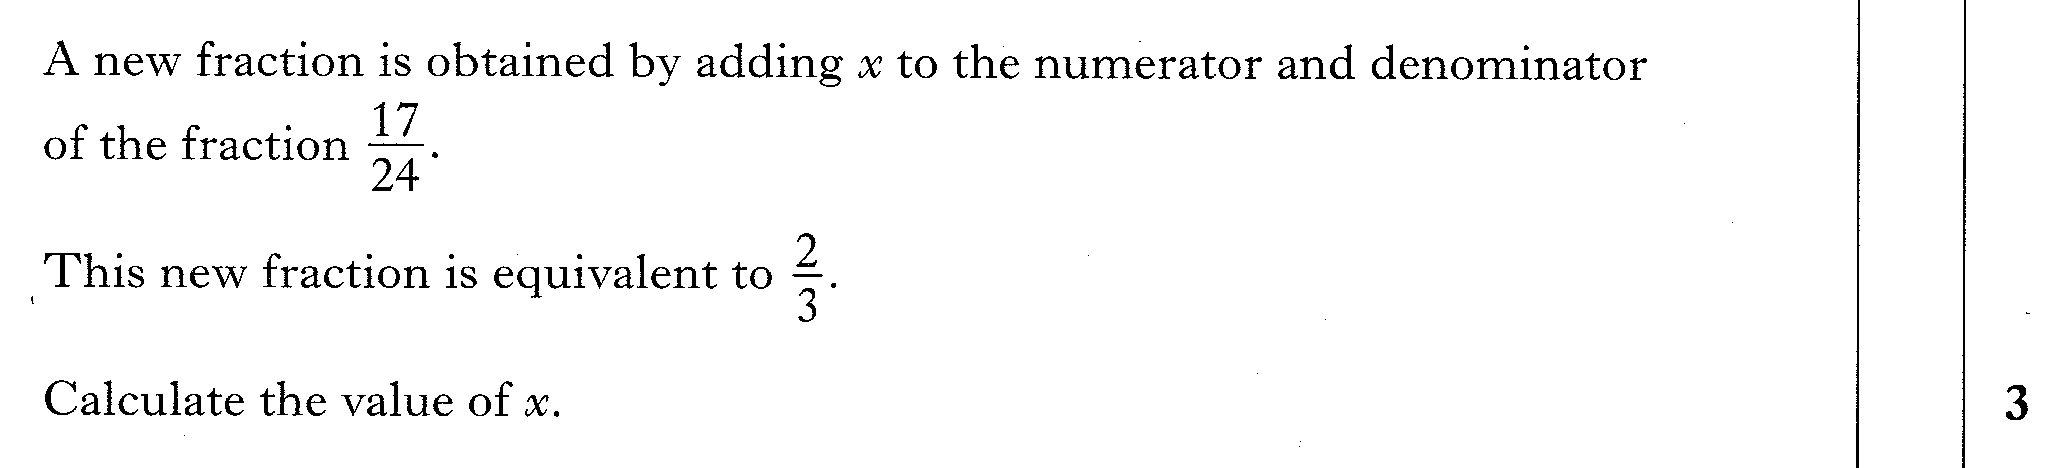 A new fraction is obtained by adding x to the numerator and denominator
of the fraction 17/24.
This new fraction is equivalent to 2/3.
Calculate the value of x.
3